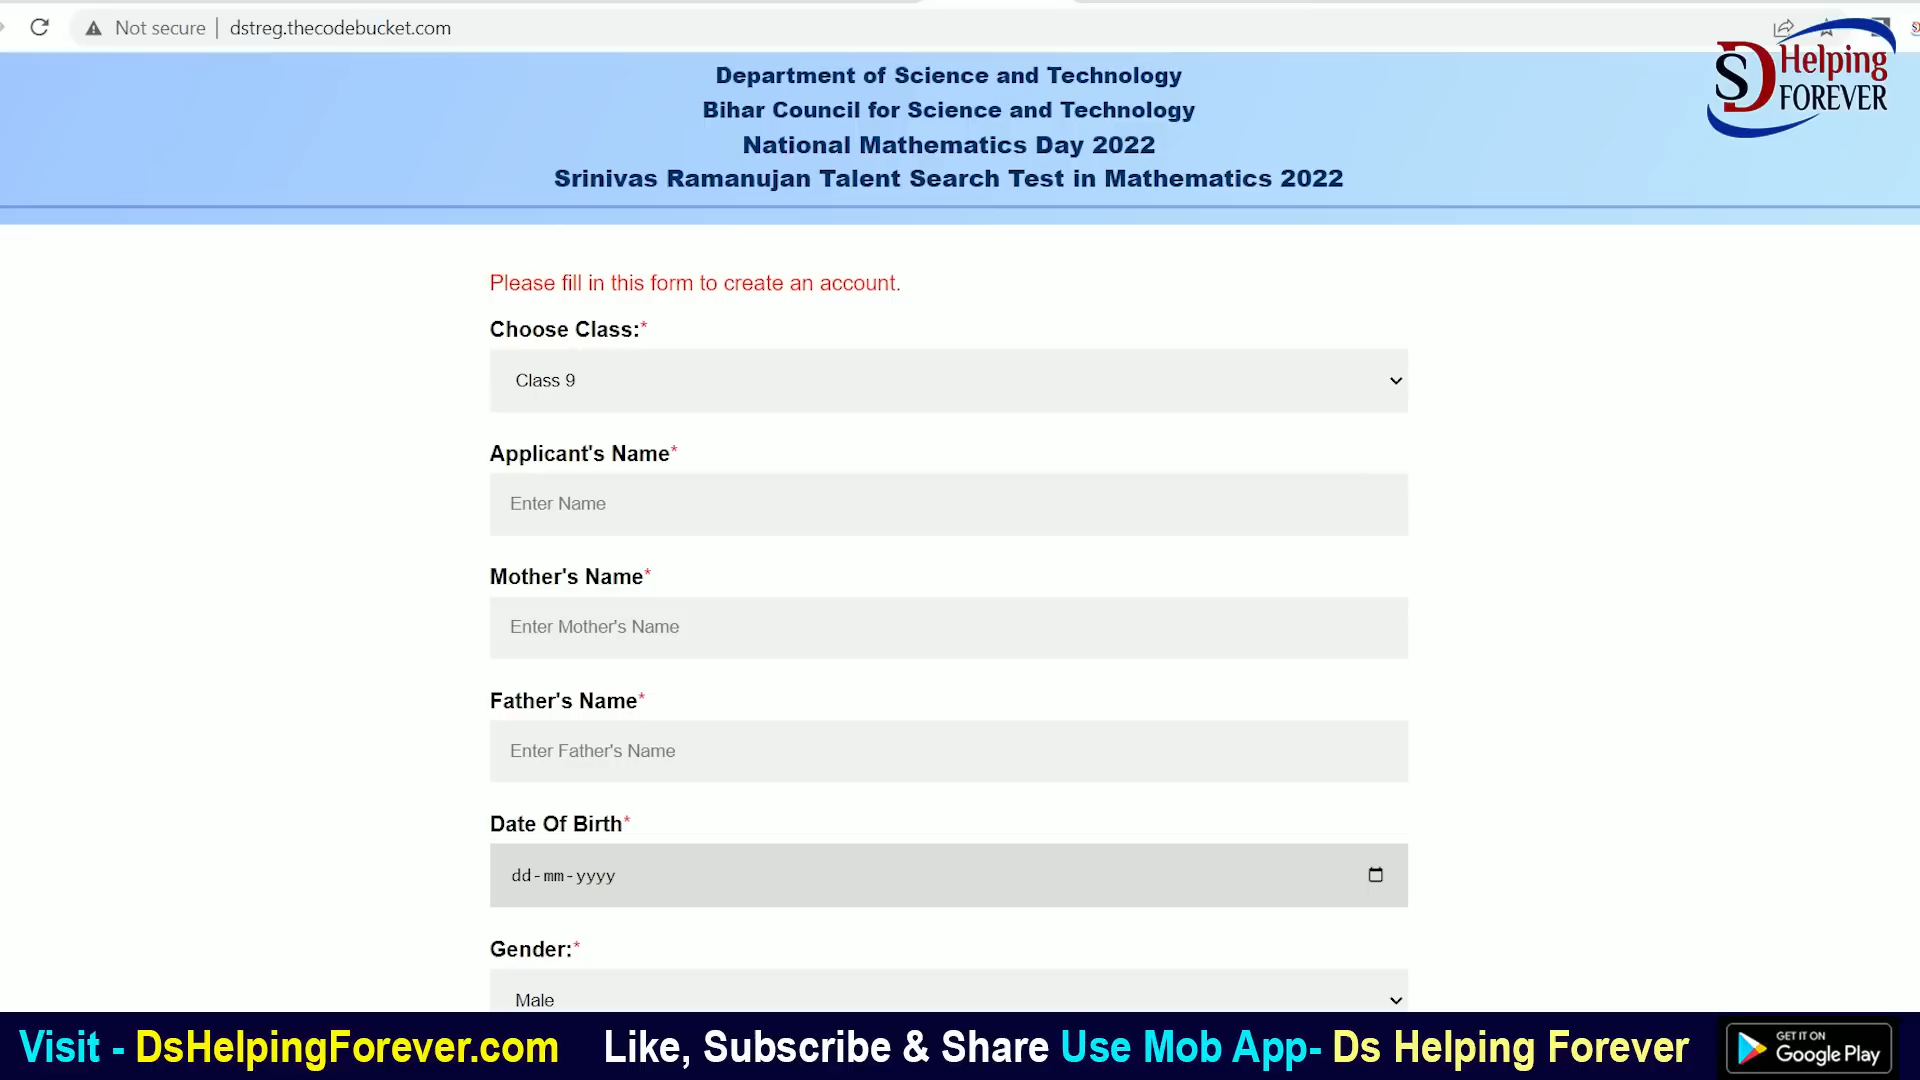 Not secure | dstreg.thecodebucket.com
SD Helping
FOREVER
Department of Science and Technology
Bihar Council for Science and Technology
National Mathematics Day 2022
Srinivas Ramanujan Talent Search Test in Mathematics 2022
Please fill in this form to create an account.
Choose Class:*
Class 9
Applicant's Name*
Enter Name
Mother's Name*
Enter Mother's Name
Father's Name*
Enter Father's Name
Date Of Birth*
dd-mm-yyyy
Gender:*
Male
Visit - DsHelpingForever.com Like, Subscribe & Share Use Mob App- Ds Helping Forever
GET IT ON
Google Play